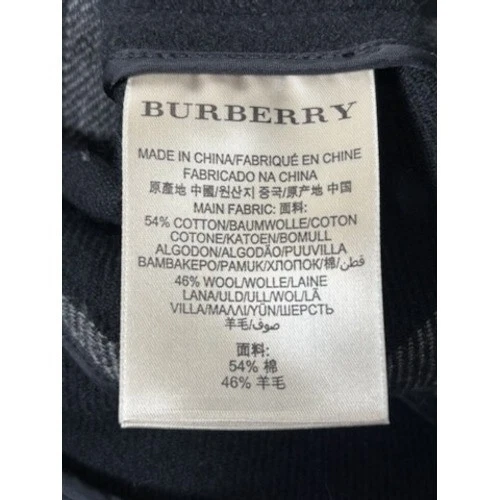 BURBERRY
MADE IN CHINA/FABRIQUÉ EN CHINE
FABRICADO NA CHINA
原產地 中國/원산지 중국/原产地 中国
MAIN FABRIC: 面料:
54% COTTON/BAUMWOLLE/COTON
COTONE/KATOEN/BOMULL
ALGODON/ALGODÃO/PUUVILLA
ΒΑΜΒΑΚΕΡΟ/PAMUK/ХЛОПОК/棉/قطن
46% WOOL/WOLLE/LAINE
LANA/ULD/ULL/WOL/LÃ
VILLA/ΜΑΛΛΙ/YÜN/ШЕРСТЬ
羊毛/صوف
面料:
54% 棉
46% 羊毛